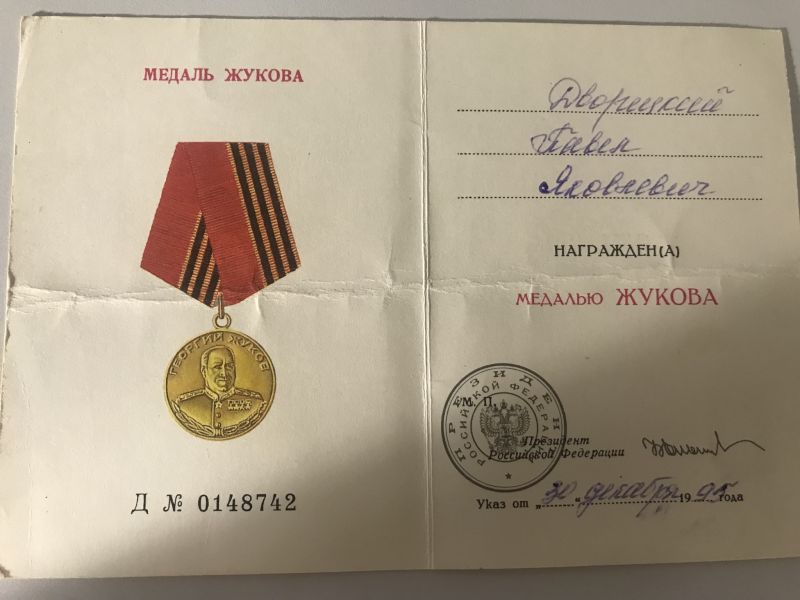 МЕДАЛЬ ЖУКОВА
ГЕОРГИЙ ЖУКОВ
Д № 0148742
Дворицкий
Павел
Яковлевич
НАГРАЖДЕН(А)
МЕДАЛЬЮ ЖУКОВА
ПРЕЗИДЕНТ
РОССИЙСКОЙ ФЕДЕРАЦИИ
М. П.
Президент
Российской Федерации
Указ от „30“ декабря 1995 года